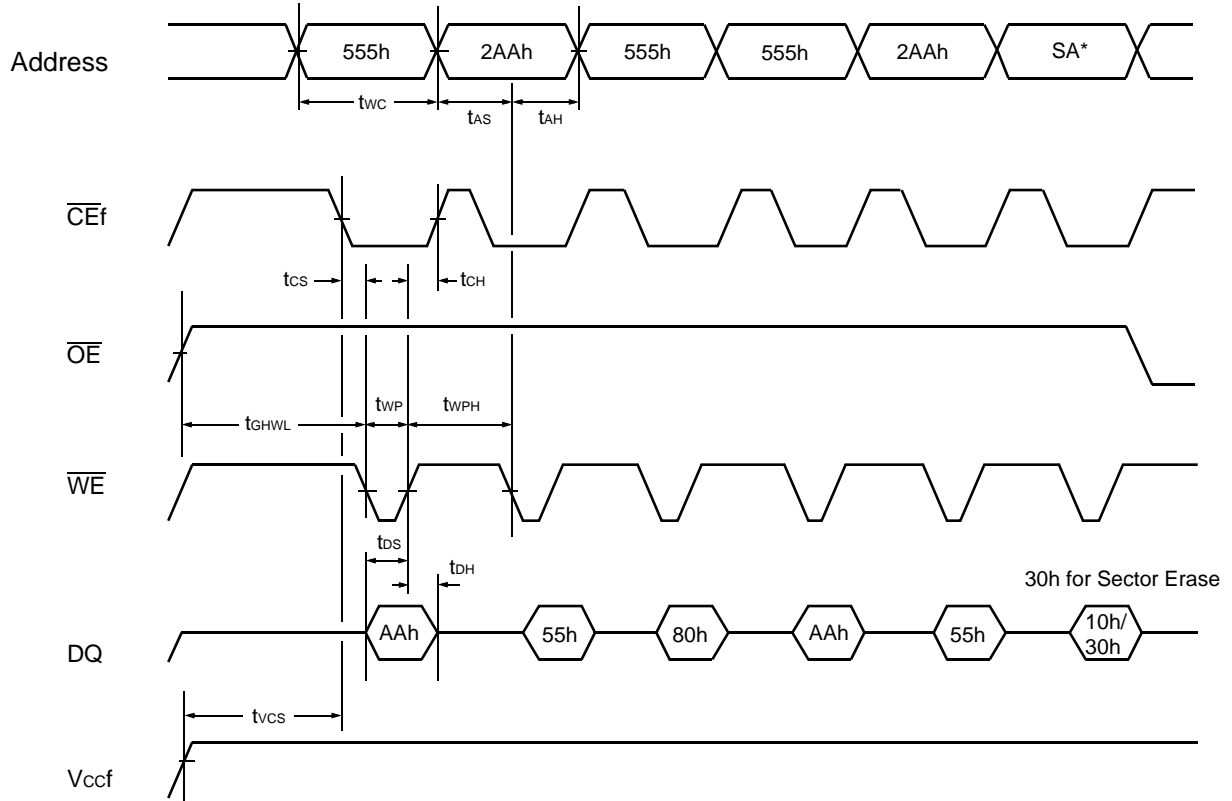 Address
555h 2AAh 555h 555h 2AAh SA*
tWC tAS tAH
CEf
tCS tCH
OE
tGHWL tWP tWPH
WE
tDS
tDH
30h for Sector Erase
DQ
AAh 55h 80h AAh 55h 10h/
30h
tVCS
VCCf